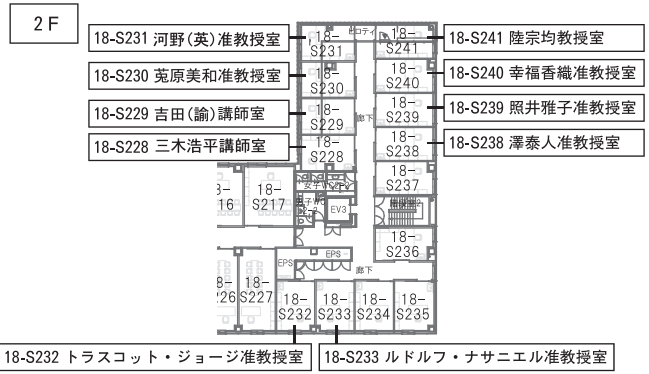 2F
18-S231 河野(英)准教授室
18-S230 菟原美和准教授室
18-S229 吉田(諭)講師室
18-S228 三木浩平講師室
18-S241 陸宗均教授室
18-S240 幸福香織准教授室
18-S239 照井雅子准教授室
18-S238 澤泰人准教授室
18-
S231
ピロティ
18-
S241
18-
S230
18-
S240
18-
S229
廊下
18-
S239
18-
S228
18-
S238
18-
S237
18-
S217
EV3
18-
S236
EPS
EPS
廊下
18-
S227
18-
S232
18-
S233
18-
S234
18-
S235
18-S232 トラスコット・ジョージ准教授室
18-S233 ルドルフ・ナサニエル准教授室